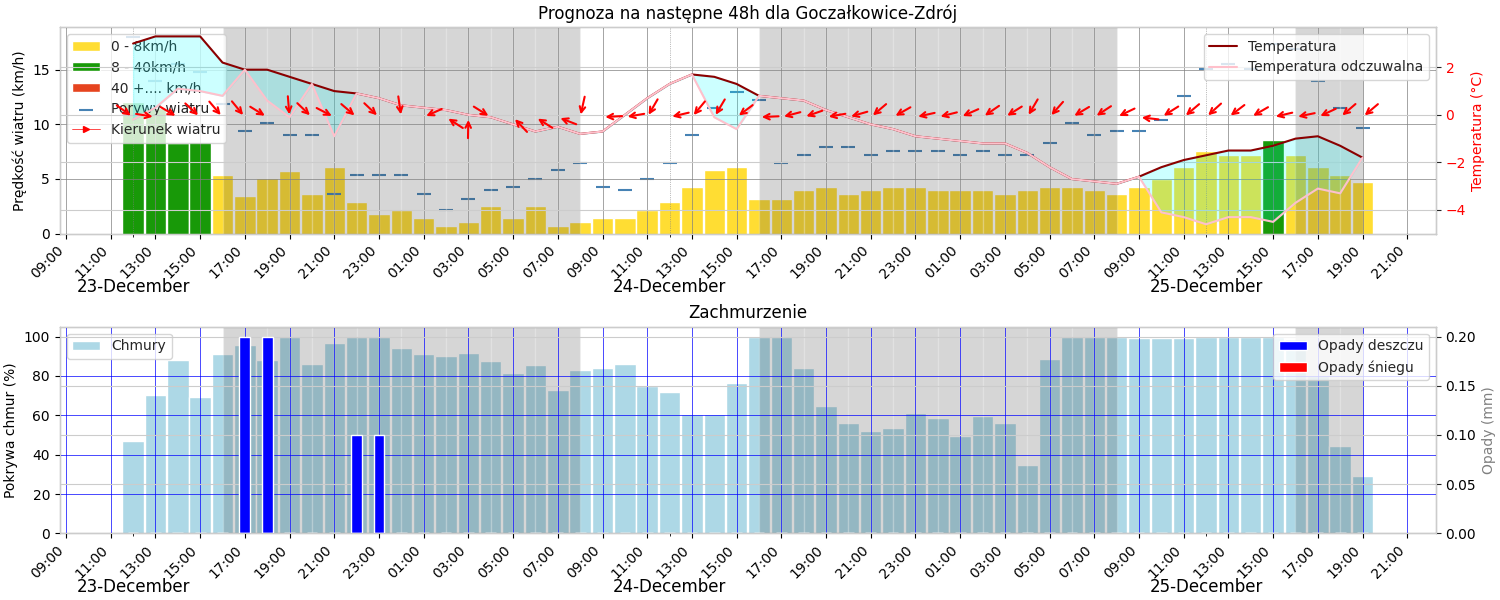 Prognoza na następne 48h dla Goczałkowice-Zdrój
Prędkość wiatru (km/h)
15
10
5
0
0 - 8km/h
8 - 40km/h
40 +.... km/h
Porywy wiatru
Kierunek wiatru
Temperatura
Temperatura odczuwalna
2
0
−2
−4
Temperatura (°C)
09:00 11:00 13:00 15:00 17:00 19:00 21:00 23:00 01:00 03:00 05:00 07:00 09:00 11:00 13:00 15:00 17:00 19:00 21:00 23:00 01:00 03:00 05:00 07:00 09:00 11:00 13:00 15:00 17:00 19:00 21:00
23-December 24-December 25-December
Zachmurzenie
Pokrywa chmur (%)
100
80
60
40
20
0
Chmury
Opady deszczu
Opady śniegu
0.20
0.15
0.10
0.05
0.00
Opady (mm)
09:00 11:00 13:00 15:00 17:00 19:00 21:00 23:00 01:00 03:00 05:00 07:00 09:00 11:00 13:00 15:00 17:00 19:00 21:00 23:00 01:00 03:00 05:00 07:00 09:00 11:00 13:00 15:00 17:00 19:00 21:00
23-December 24-December 25-December